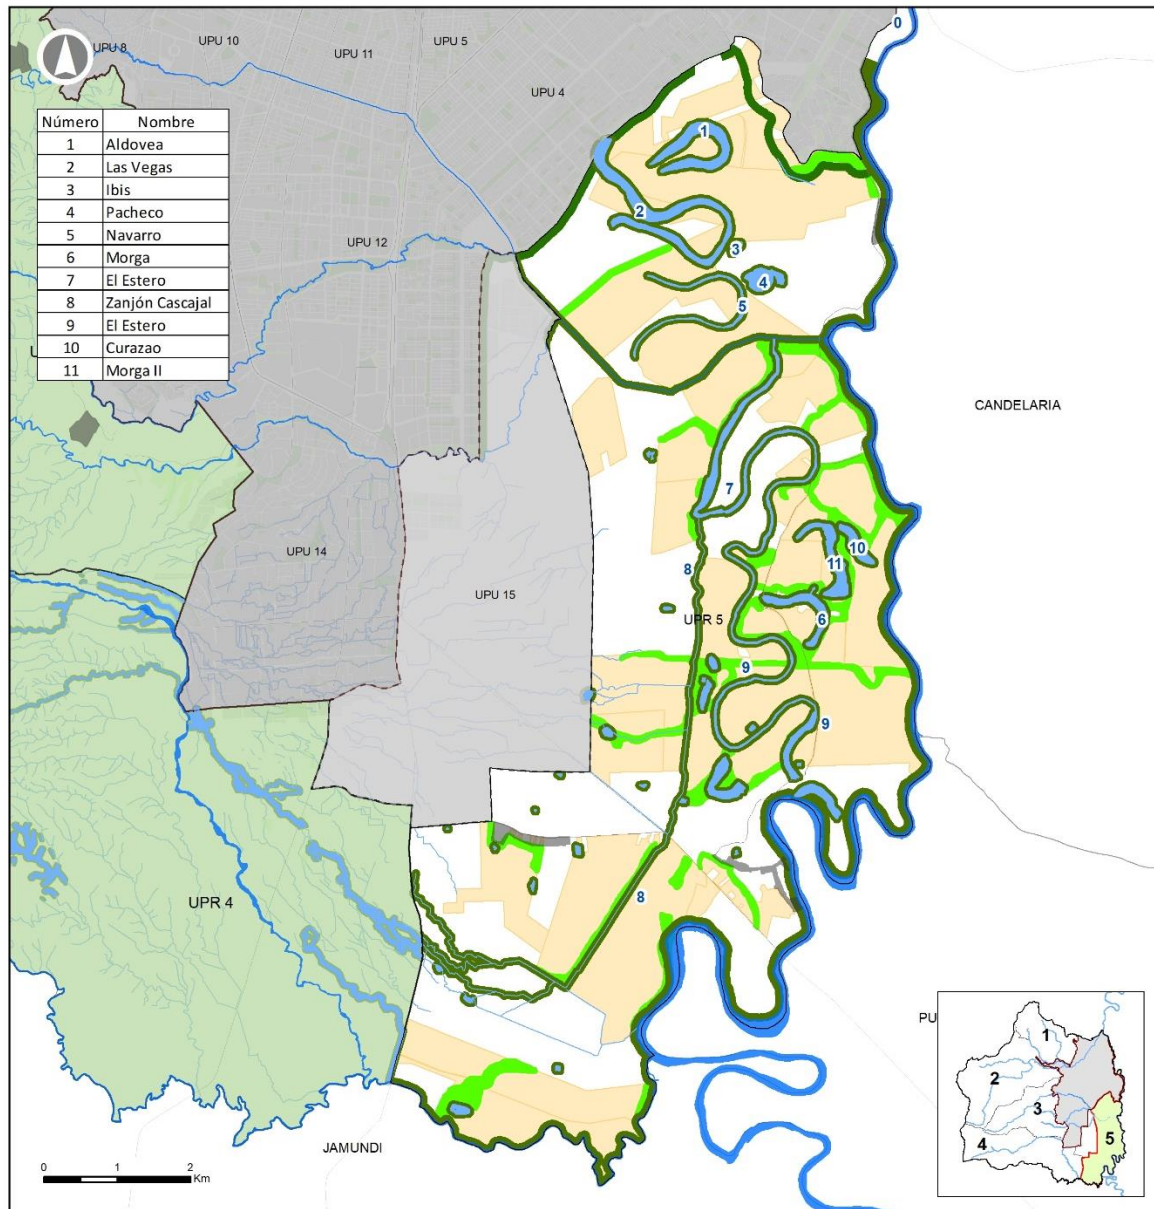 0
UPU 8
UPU 10
UPU 11
UPU 5
UPU 4
Número Nombre
1 Aldovea
2 Las Vegas
3 Ibis
4 Pacheco
5 Navarro
6 Morga
7 El Estero
8 Zanjón Cascajal
9 El Estero
10 Curazao
11 Morga II
1
2
3
4
5
UPU 12
U
CANDELARIA
7
10
11
8
UPU 14
UPU 15
UPR 5
6
9
9
8
UPR 4
PU
JAMUNDI
0 1 2
Km
1
2
3
4
5